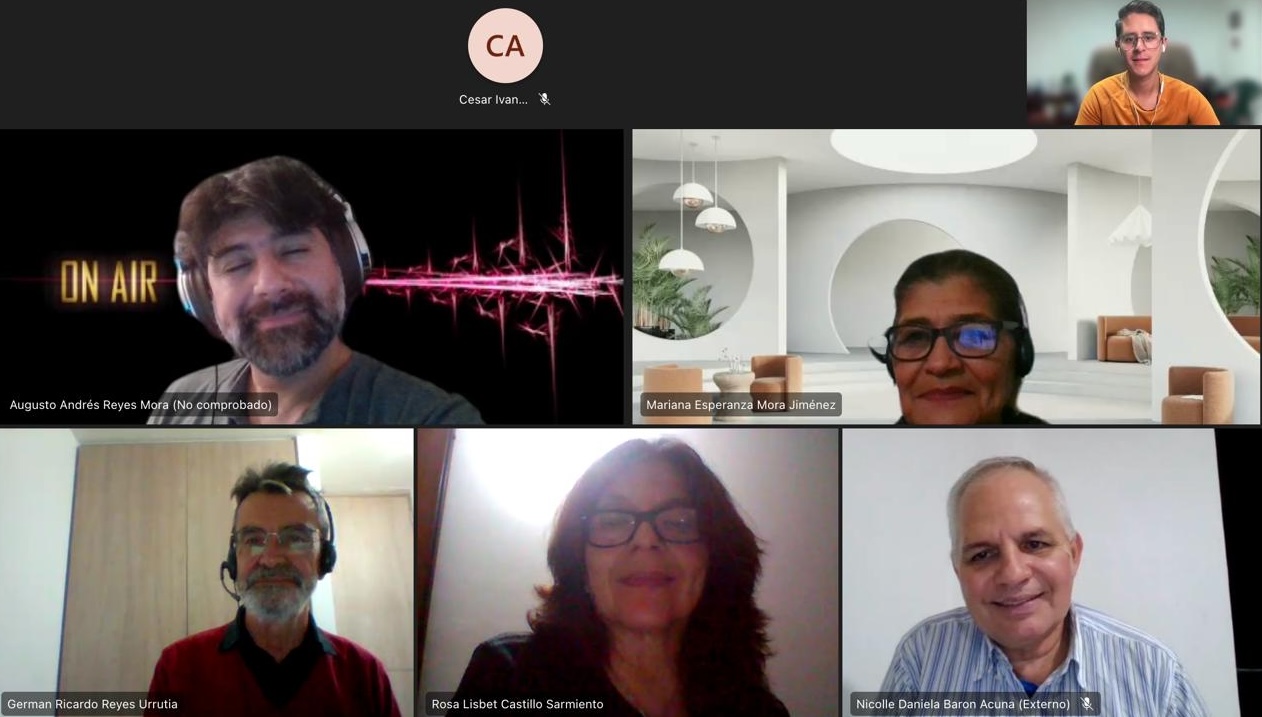 CA
Cesar Ivan...
ON AIR
Augusto Andrés Reyes Mora (No comprobado)
Mariana Esperanza Mora Jiménez
German Ricardo Reyes Urrutia
Rosa Lisbet Castillo Sarmiento
Nicolle Daniela Baron Acuna (Externo)